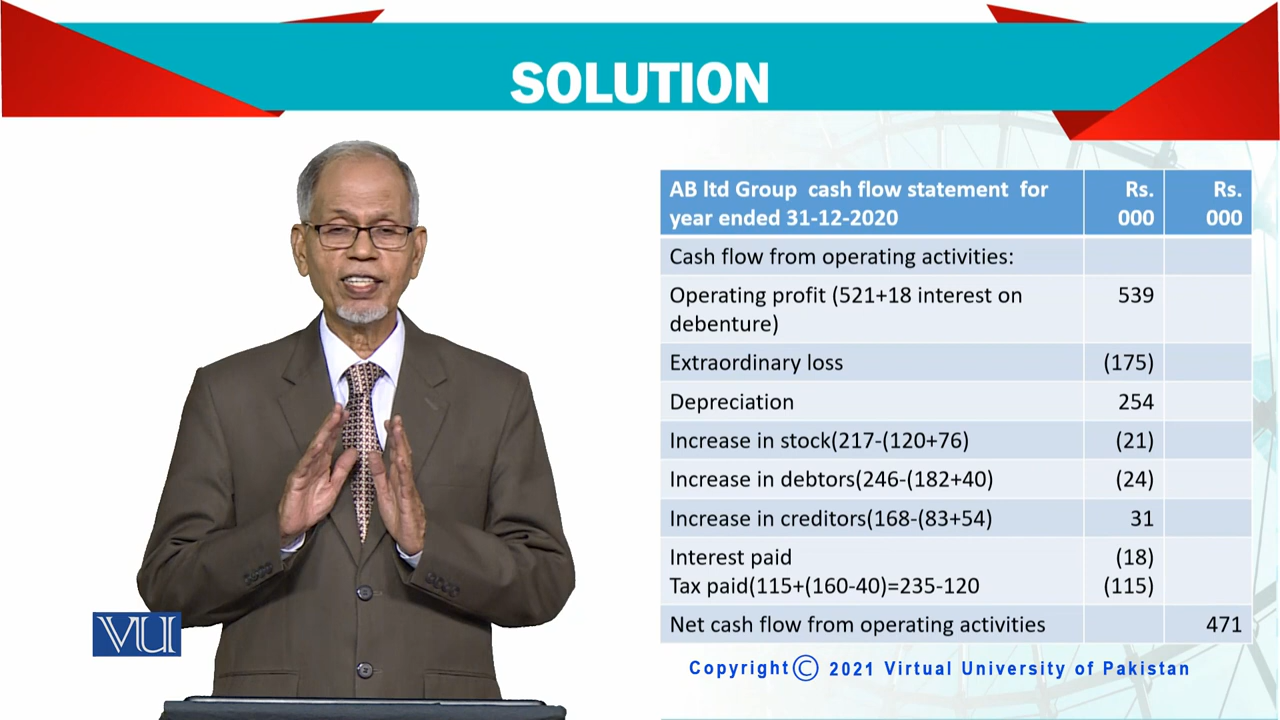 SOLUTION
AB ltd Group cash flow statement for year ended 31-12-2020 Rs. 000 Rs. 000
Cash flow from operating activities:
Operating profit (521+18 interest on debenture) 539
Extraordinary loss (175)
Depreciation 254
Increase in stock(217-(120+76) (21)
Increase in debtors(246-(182+40) (24)
Increase in creditors(168-(83+54) 31
Interest paid (18)
Tax paid(115+(160-40)=235-120 (115)
Net cash flow from operating activities 471
VU
Copyright© 2021 Virtual University of Pakistan